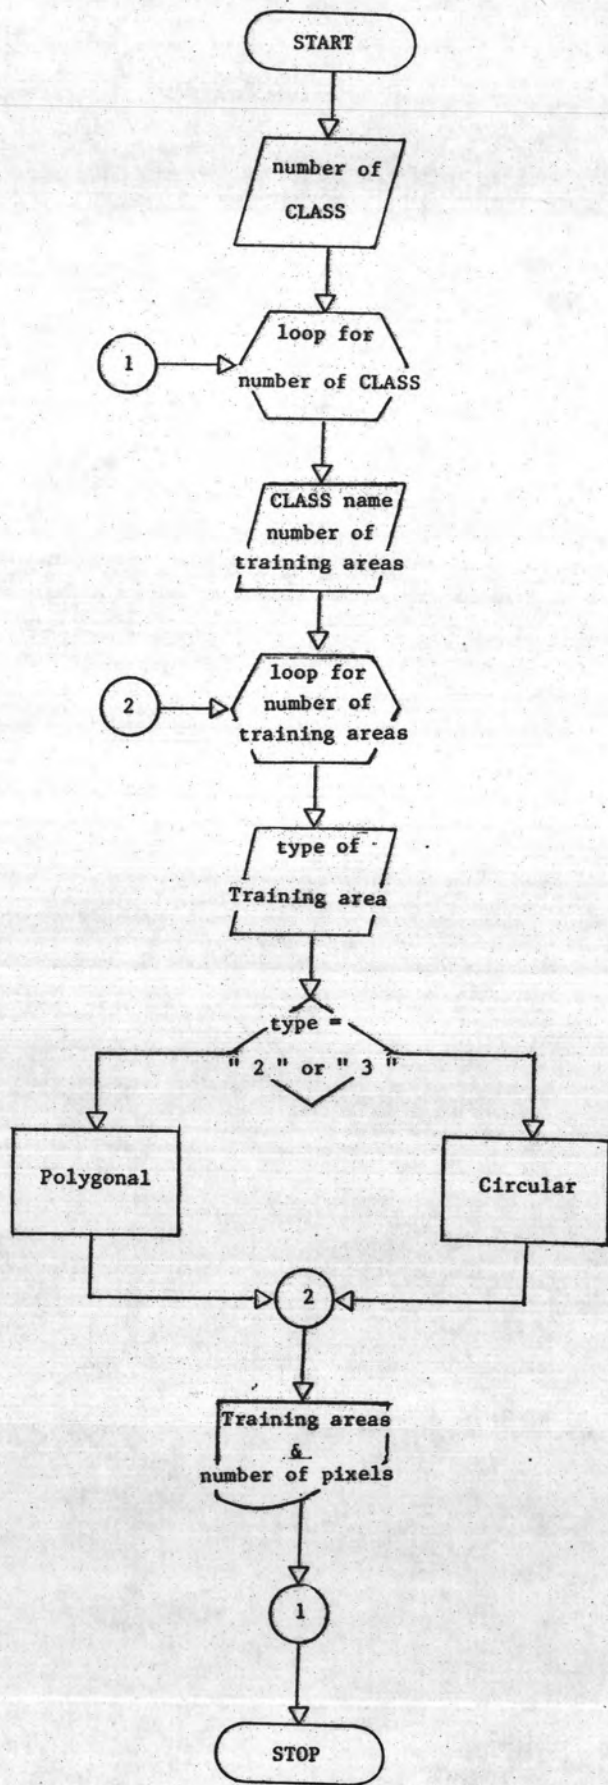 START
number of
CLASS
loop for
1
number of CLASS
CLASS name
number of
training areas
loop for
2
number of
training areas
type of
Training area
type =
" 2 " or " 3 "
Polygonal
Circular
2
Training areas
&
number of pixels
1
STOP